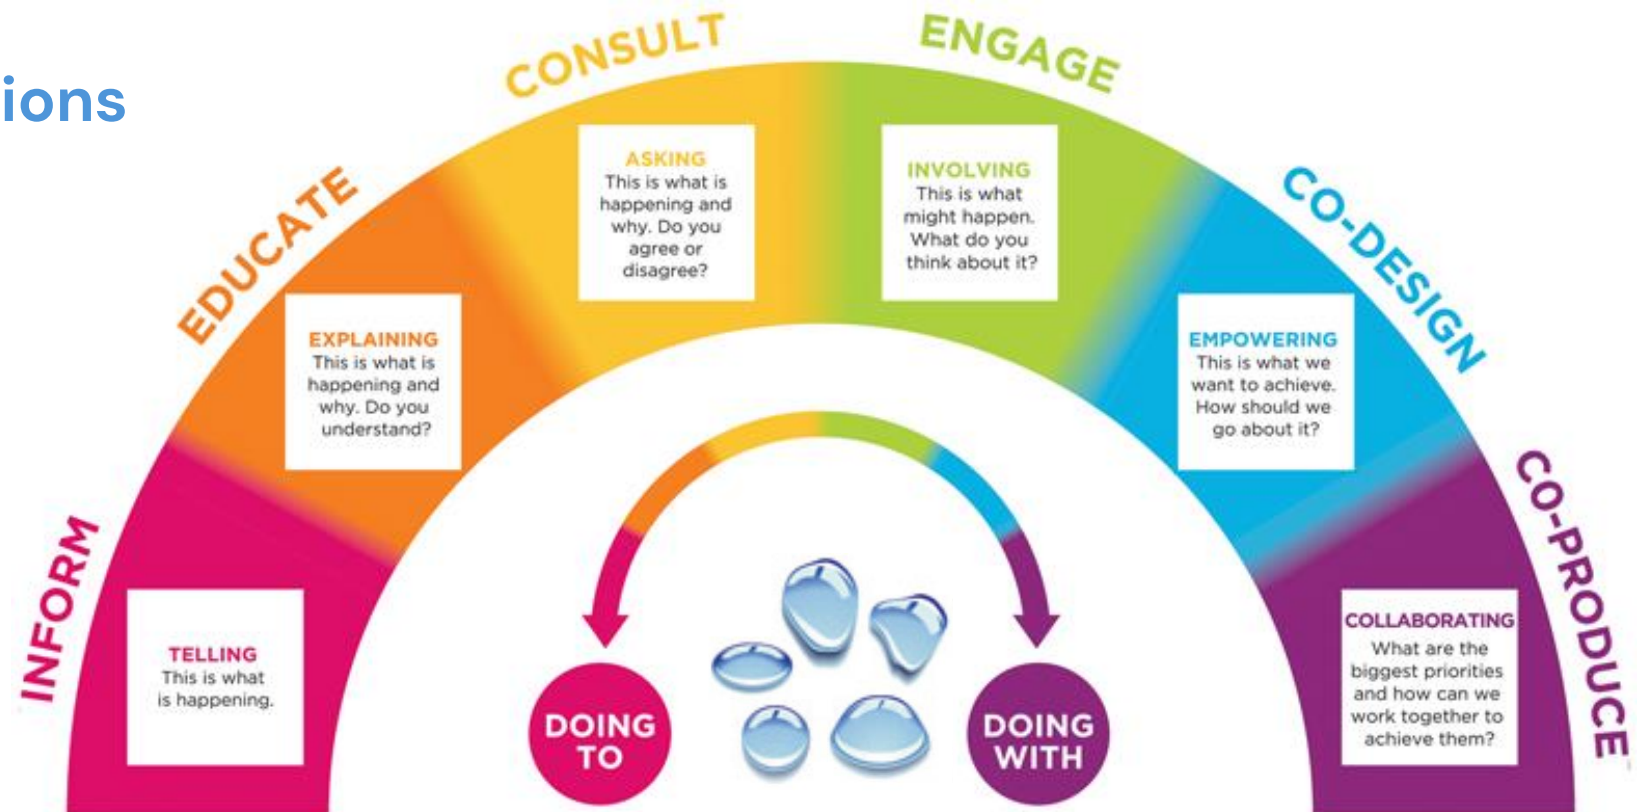 ions
INFORM
TELLING
This is what
is happening.
EDUCATE
EXPLAINING
This is what is
happening and
why. Do you
understand?
CONSULT
ASKING
This is what is
happening and
why. Do you
agree or
disagree?
ENGAGE
INVOLVING
This is what
might happen.
What do you
think about it?
CO-DESIGN
EMPOWERING
This is what we
want to achieve.
How should we
go about it?
CO-PRODUCE
COLLABORATING
What are the
biggest priorities
and how can we
work together to
achieve them?
DOING
TO
DOING
WITH